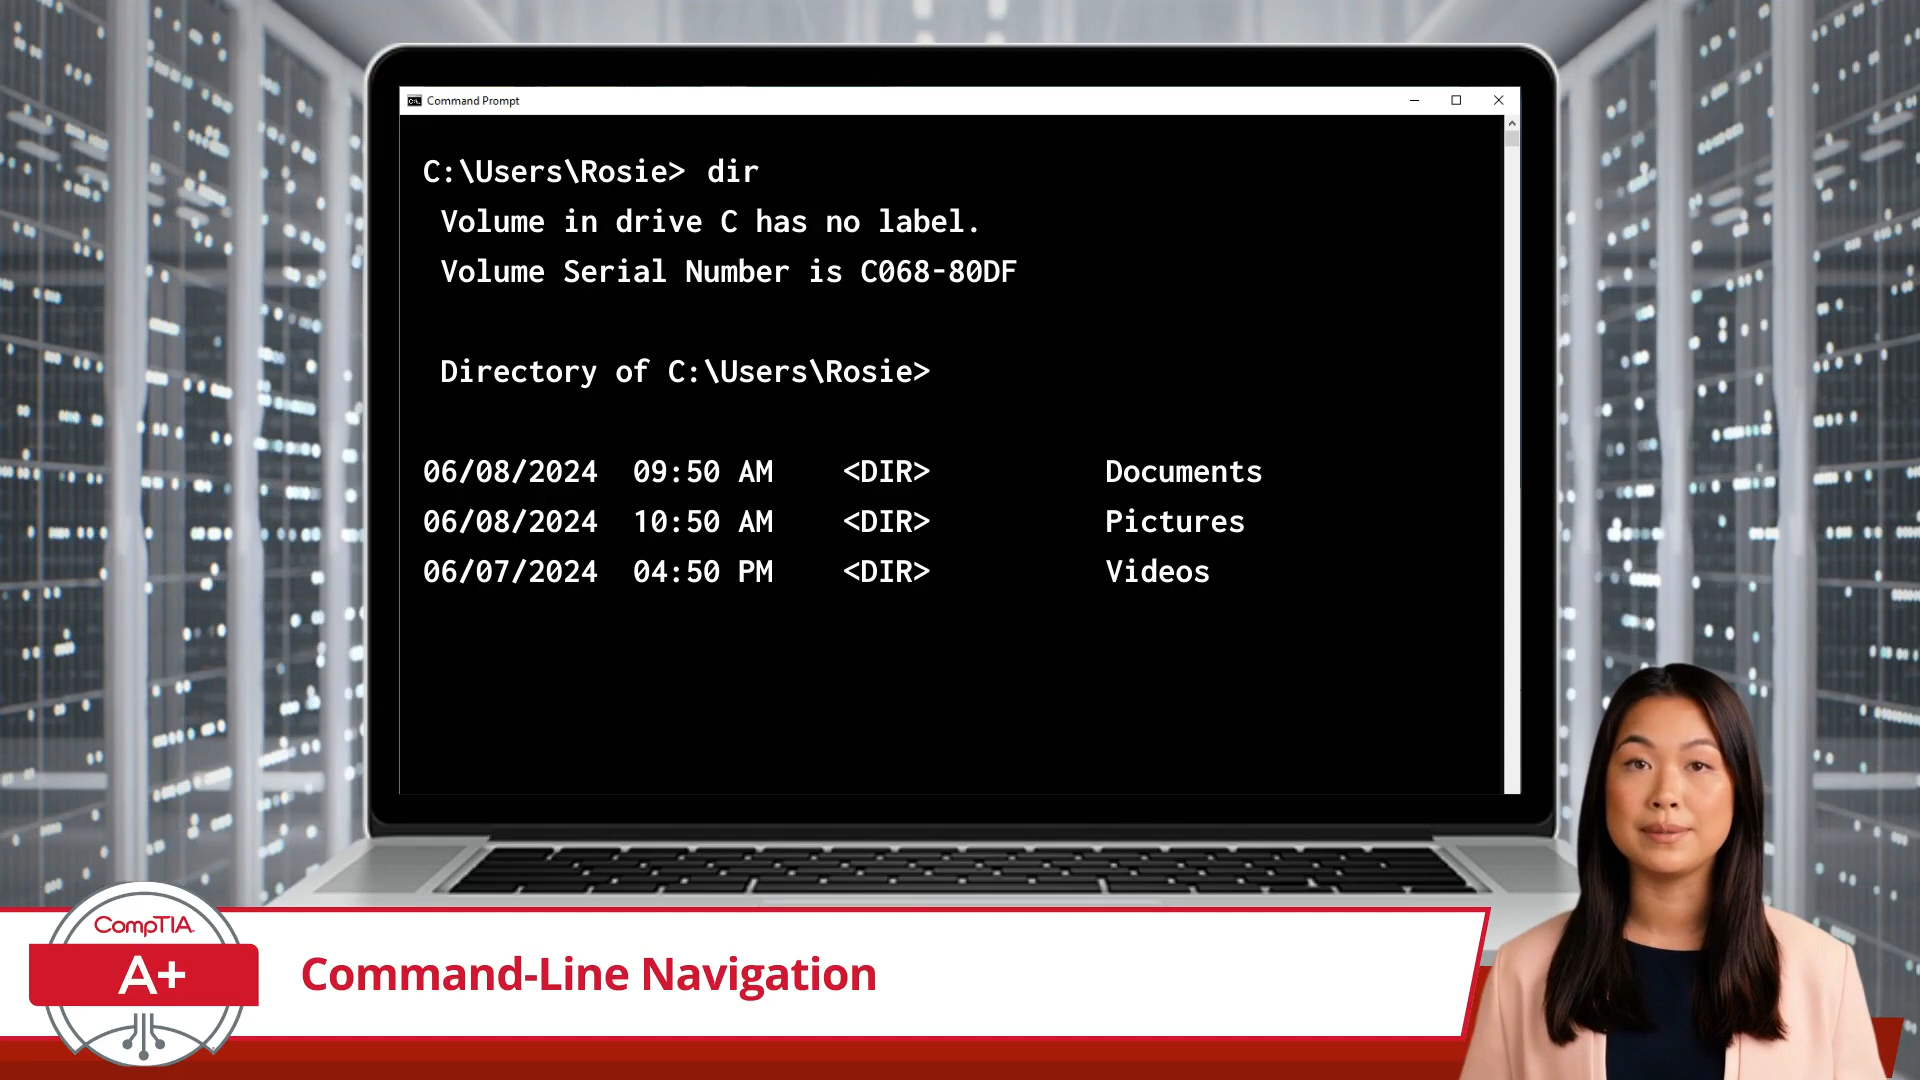 Command Prompt
C:\Users\Rosie> dir
Volume in drive C has no label.
Volume Serial Number is C068-80DF
Directory of C:\Users\Rosie>
06/08/2024 09:50 AM <DIR> Documents
06/08/2024 10:50 AM <DIR> Pictures
06/07/2024 04:50 PM <DIR> Videos
CompTIA.
A+
Command-Line Navigation